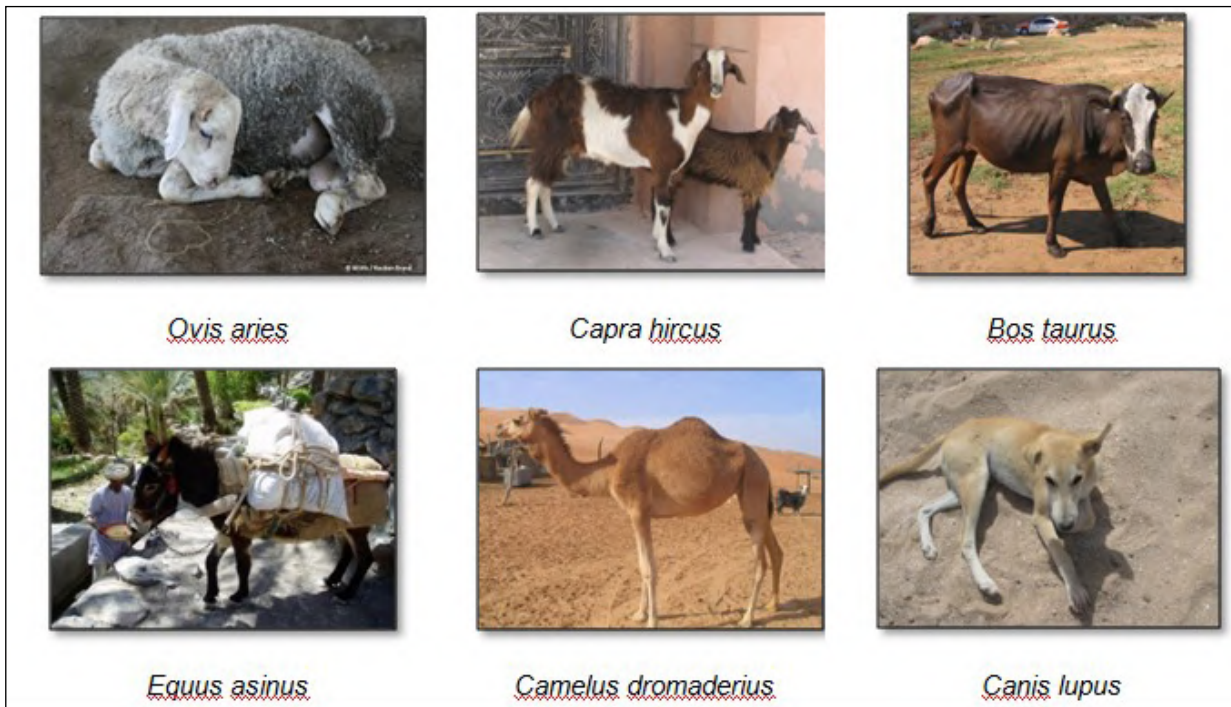 Ovis aries
Capra hircus
Bos taurus
Equus asinus
Camelus dromaderius
Canis lupus